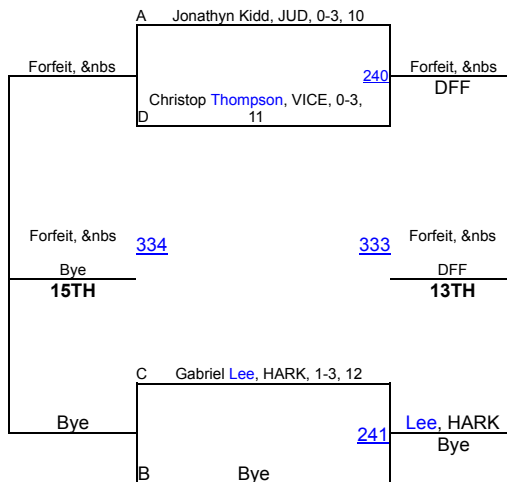 A Jonathyn Kidd, JUD, 0-3, 10
Forfeit, &nbs
240
Forfeit, &nbs
DFF
Christop Thompson, VICE, 0-3,
D 11
Forfeit, &nbs
334
333
Forfeit, &nbs
Bye
DFF
15TH
13TH
C Gabriel Lee, HARK, 1-3, 12
Bye
241
Lee, HARK
Bye
B Bye